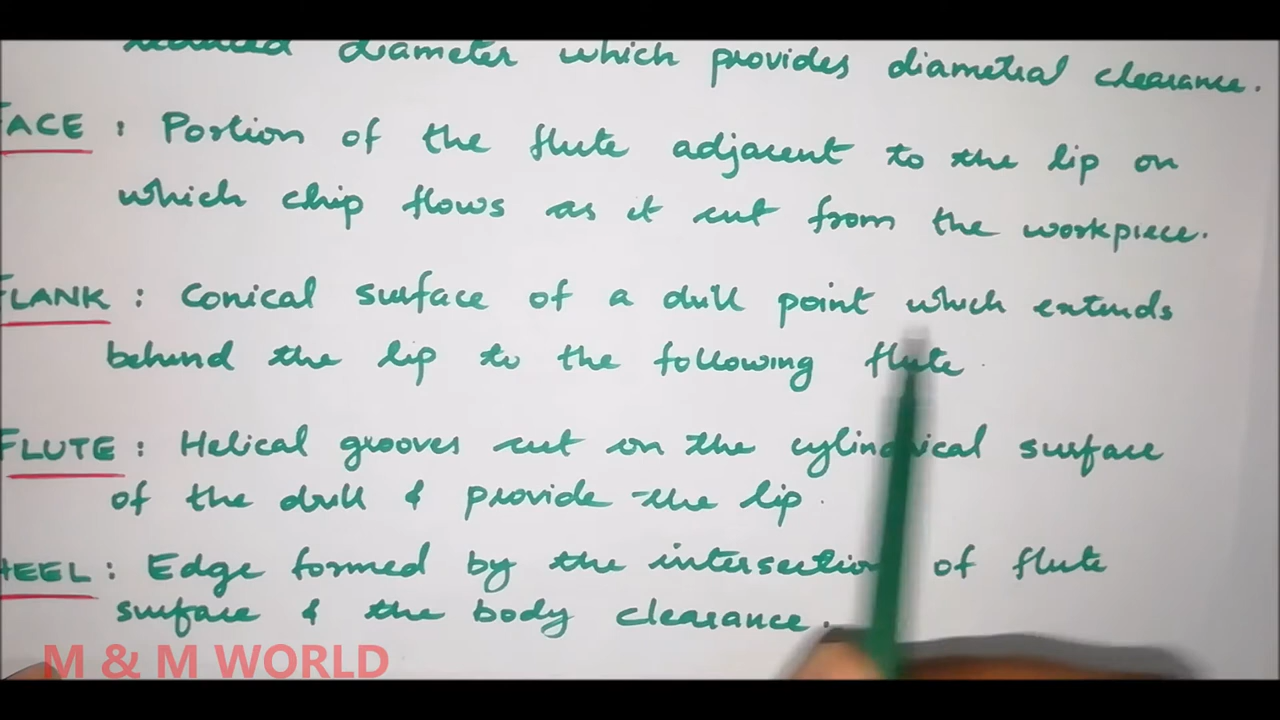 reduced diameter which provides diametral clearance.
FACE : Portion of the flute adjacent to the lip on
which chip flows as it cut from the workpiece.
FLANK : Conical surface of a drill point which extends
behind the lip to the following flute.
FLUTE : Helical grooves cut on the cylindrical surface
of the drill & provide the lip.
HEEL : Edge formed by the intersection of flute
surface & the body clearance.
M & M WORLD